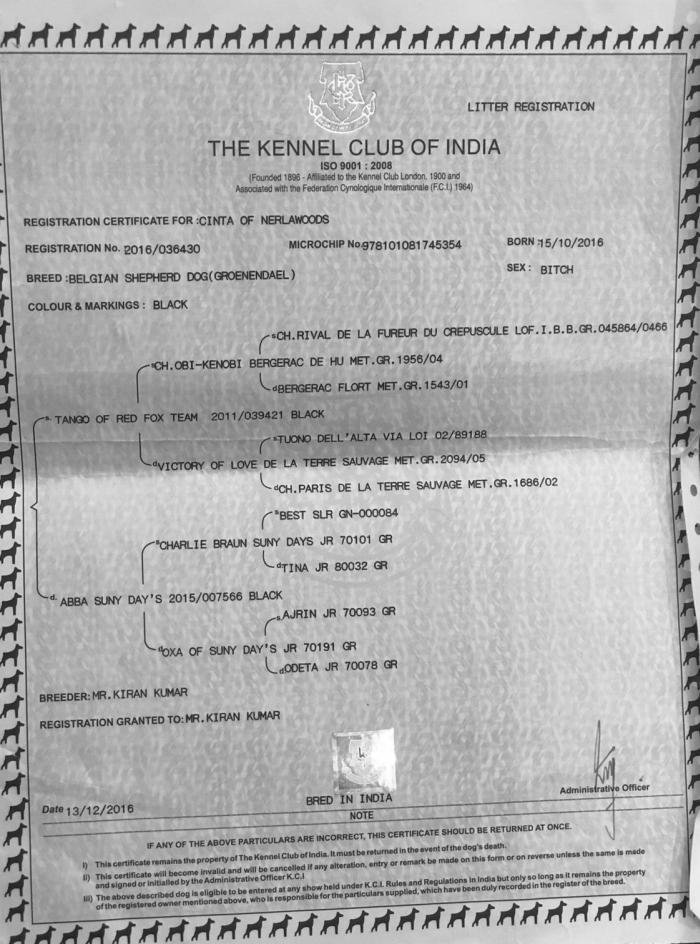 LITTER REGISTRATION
THE KENNEL CLUB OF INDIA
ISO 9001 : 2008
(Founded 1896 - Affiliated to the Kennel Club London, 1900 and
Associated with the Federation Cynologique Internationale (F.C.I.) 1964)
REGISTRATION CERTIFICATE FOR :CINTA OF NERLAWOODS
REGISTRATION No. 2016/036430 MICROCHIP No.978101081745354 BORN :15/10/2016
BREED :BELGIAN SHEPHERD DOG(GROENENDAEL) SEX: BITCH
COLOUR & MARKINGS : BLACK
sCH.RIVAL DE LA FUREUR DU CREPUSCULE LOF.I.B.B.GR.045864/0466
sCH.OBI-KENOBI BERGERAC DE HU MET.GR.1956/04
dBERGERAC FLORT MET.GR.1543/01
s. TANGO OF RED FOX TEAM 2011/039421 BLACK
sTUONO DELL'ALTA VIA LOI 02/89188
dVICTORY OF LOVE DE LA TERRE SAUVAGE MET.GR.2094/05
dCH.PARIS DE LA TERRE SAUVAGE MET.GR.1686/02
sBEST SLR GN-000084
sCHARLIE BRAUN SUNY DAYS JR 70101 GR
dTINA JR 80032 GR
d. ABBA SUNY DAY'S 2015/007566 BLACK
sAJRIN JR 70093 GR
dOXA OF SUNY DAY'S JR 70191 GR
dODETA JR 70078 GR
BREEDER:MR.KIRAN KUMAR
REGISTRATION GRANTED TO:MR.KIRAN KUMAR
Administrative Officer
BRED IN INDIA
Date 13/12/2016
NOTE
IF ANY OF THE ABOVE PARTICULARS ARE INCORRECT, THIS CERTIFICATE SHOULD BE RETURNED AT ONCE.
I) This certificate remains the property of The Kennel Club of India. It must be returned in the event of the dog's death.
II) This certificate will become invalid and will be cancelled if any alteration, entry or remark be made on this form or on reverse unless the same is made
and signed or initialled by the Administrative Officer K.C.I
III) The above described dog is eligible to be entered at any show held under K.C.I. Rules and Regulations in India but only so long as it remains the property
of the registered owner mentioned above, who is responsible for the particulars supplied, which have been duly recorded in the register of the breed.